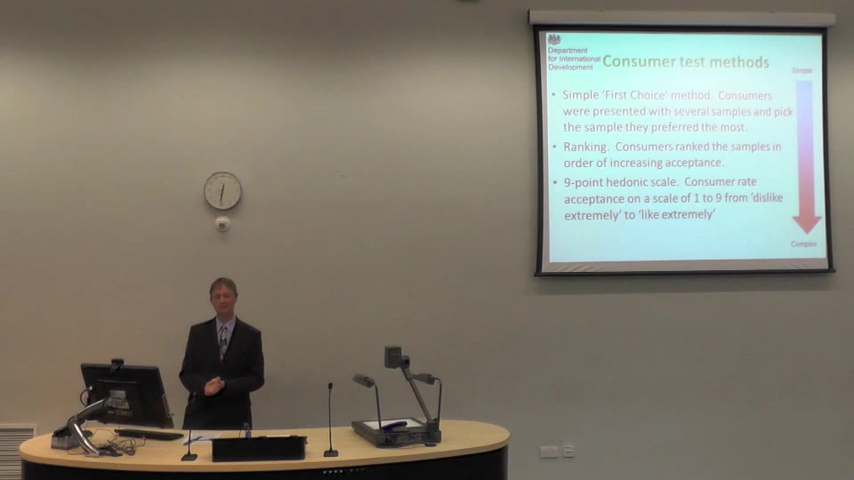 Department
for International
Development
Consumer test methods
Simple
• Simple 'First Choice' method. Consumers
were presented with several samples and pick
the sample they preferred the most.
• Ranking. Consumers ranked the samples in
order of increasing acceptance.
• 9-point hedonic scale. Consumer rate
acceptance on a scale of 1 to 9 from 'dislike
extremely' to 'like extremely'
Complex